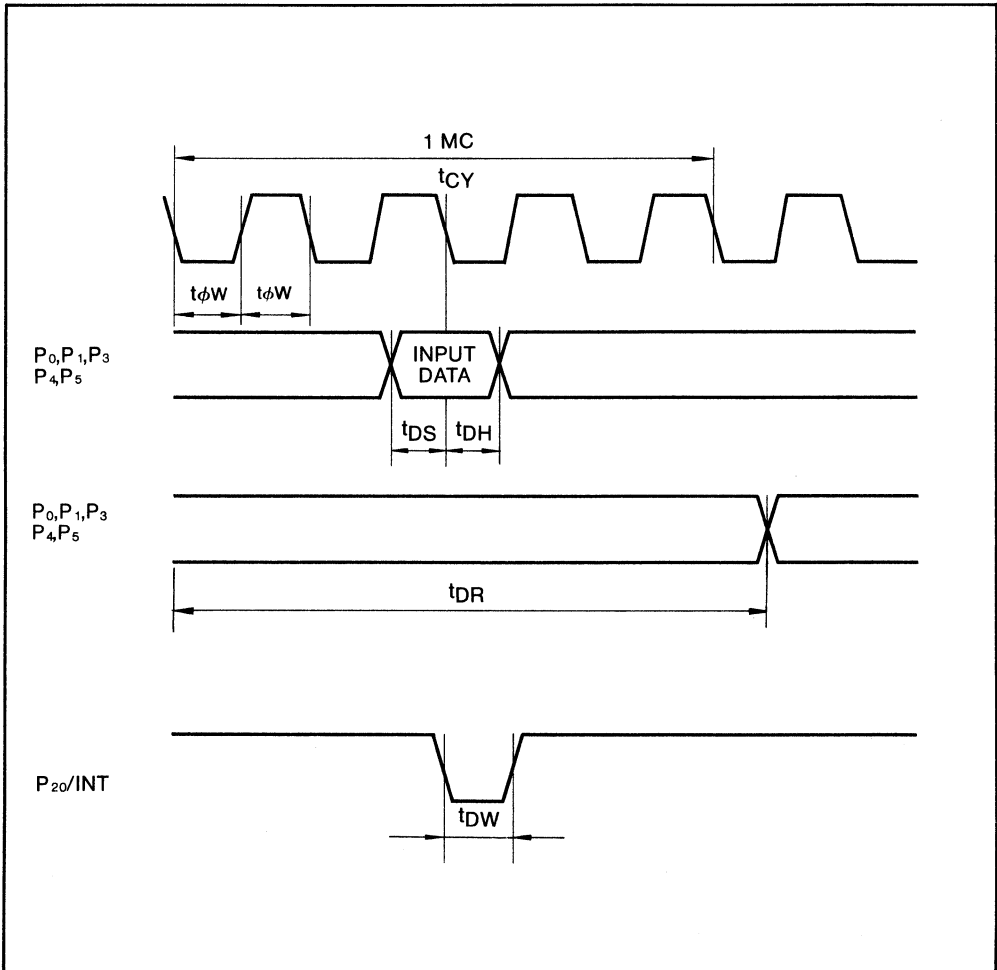 1 MC
tCY
tϕW tϕW
P0,P1,P3
P4,P5
INPUT
DATA
tDS tDH
P0,P1,P3
P4,P5
tDR
P20/INT
tDW